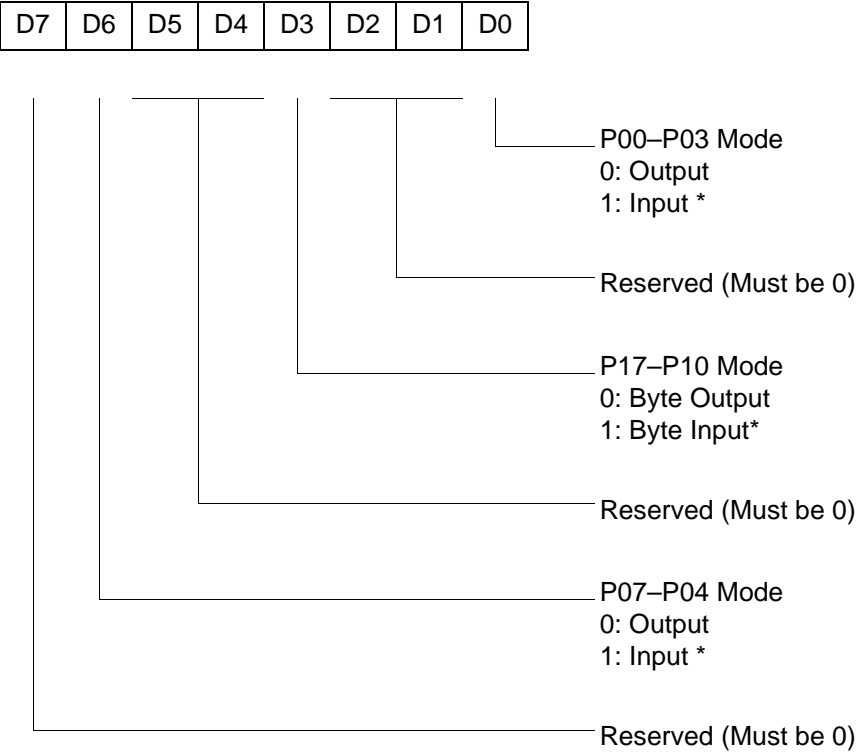 D7 D6 D5 D4 D3 D2 D1 D0
P00–P03 Mode
0: Output
1: Input *
Reserved (Must be 0)
P17–P10 Mode
0: Byte Output
1: Byte Input*
Reserved (Must be 0)
P07–P04 Mode
0: Output
1: Input *
Reserved (Must be 0)